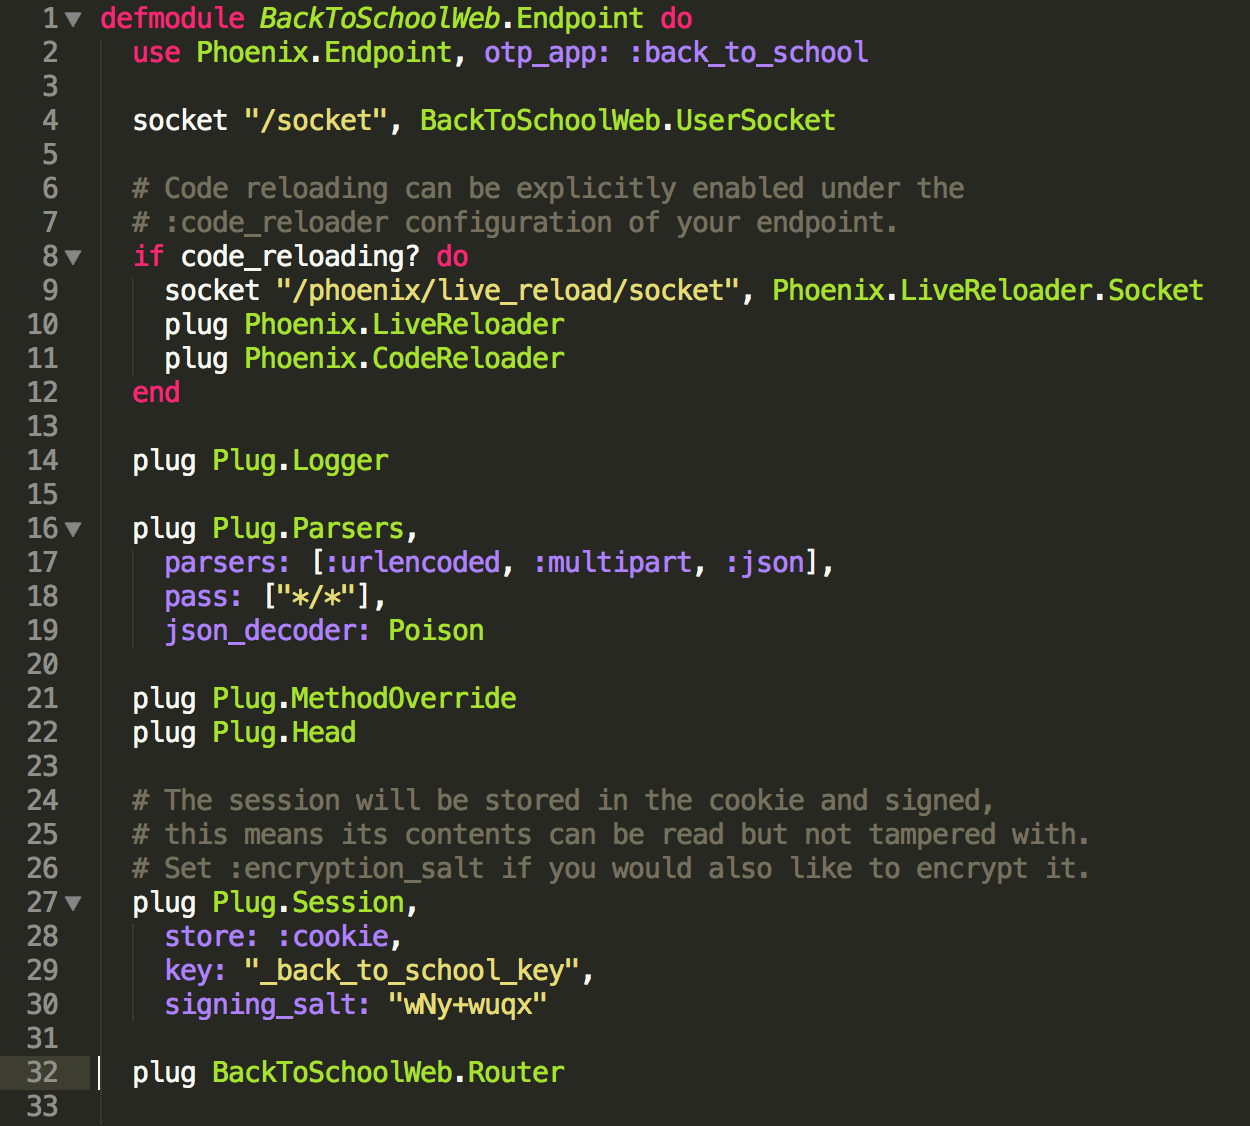 1 defmodule BackToSchoolWeb.Endpoint do
2   use Phoenix.Endpoint, otp_app: :back_to_school
3
4   socket "/socket", BackToSchoolWeb.UserSocket
5
6   # Code reloading can be explicitly enabled under the
7   # :code_reloader configuration of your endpoint.
8   if code_reloading? do
9     socket "/phoenix/live_reload/socket", Phoenix.LiveReloader.Socket
10     plug Phoenix.LiveReloader
11     plug Phoenix.CodeReloader
12   end
13
14   plug Plug.Logger
15
16   plug Plug.Parsers,
17     parsers: [:urlencoded, :multipart, :json],
18     pass: ["*/*"],
19     json_decoder: Poison
20
21   plug Plug.MethodOverride
22   plug Plug.Head
23
24   # The session will be stored in the cookie and signed,
25   # this means its contents can be read but not tampered with.
26   # Set :encryption_salt if you would also like to encrypt it.
27   plug Plug.Session,
28     store: :cookie,
29     key: "_back_to_school_key",
30     signing_salt: "wNy+wuqx"
31
32   plug BackToSchoolWeb.Router
33